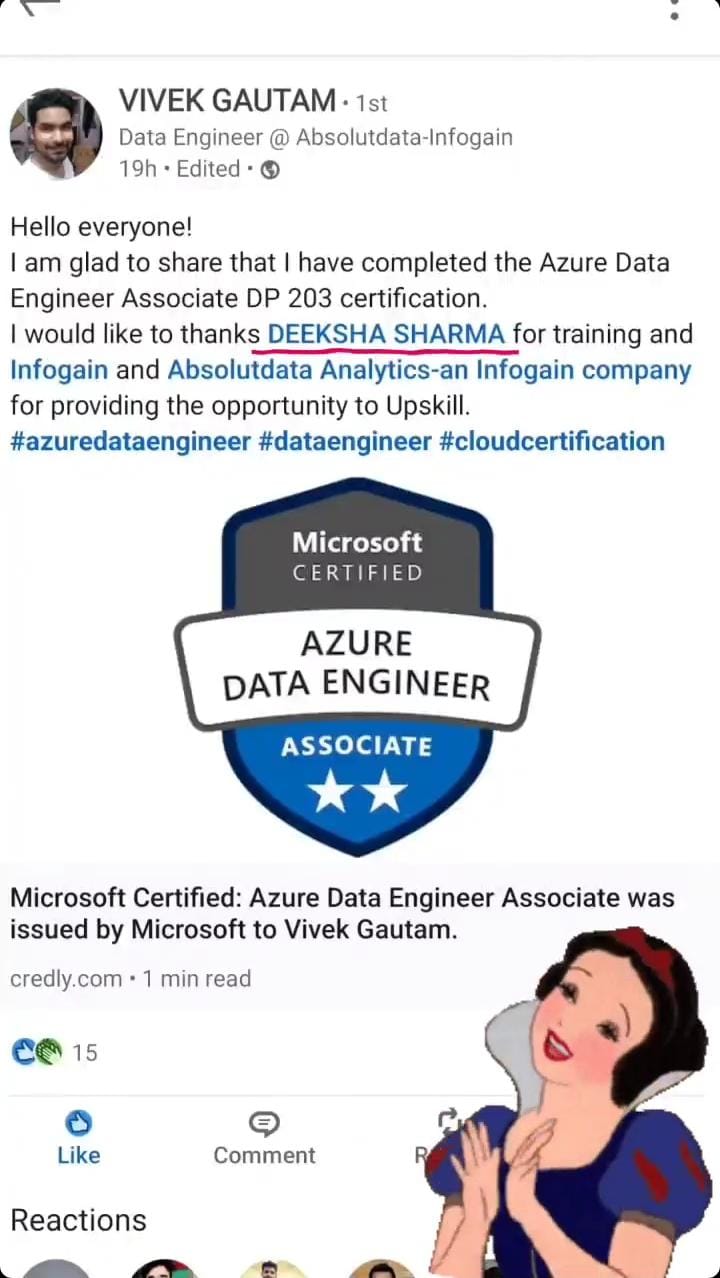 VIVEK GAUTAM • 1st
Data Engineer @ Absolutdata-Infogain
19h • Edited •
Hello everyone!
I am glad to share that I have completed the Azure Data
Engineer Associate DP 203 certification.
I would like to thanks DEEKSHA SHARMA for training and
Infogain and Absolutdata Analytics-an Infogain company
for providing the opportunity to Upskill.
#azuredataengineer #dataengineer #cloudcertification
Microsoft
CERTIFIED
AZURE
DATA ENGINEER
ASSOCIATE
Microsoft Certified: Azure Data Engineer Associate was
issued by Microsoft to Vivek Gautam.
credly.com • 1 min read
15
Like
Comment
Reactions